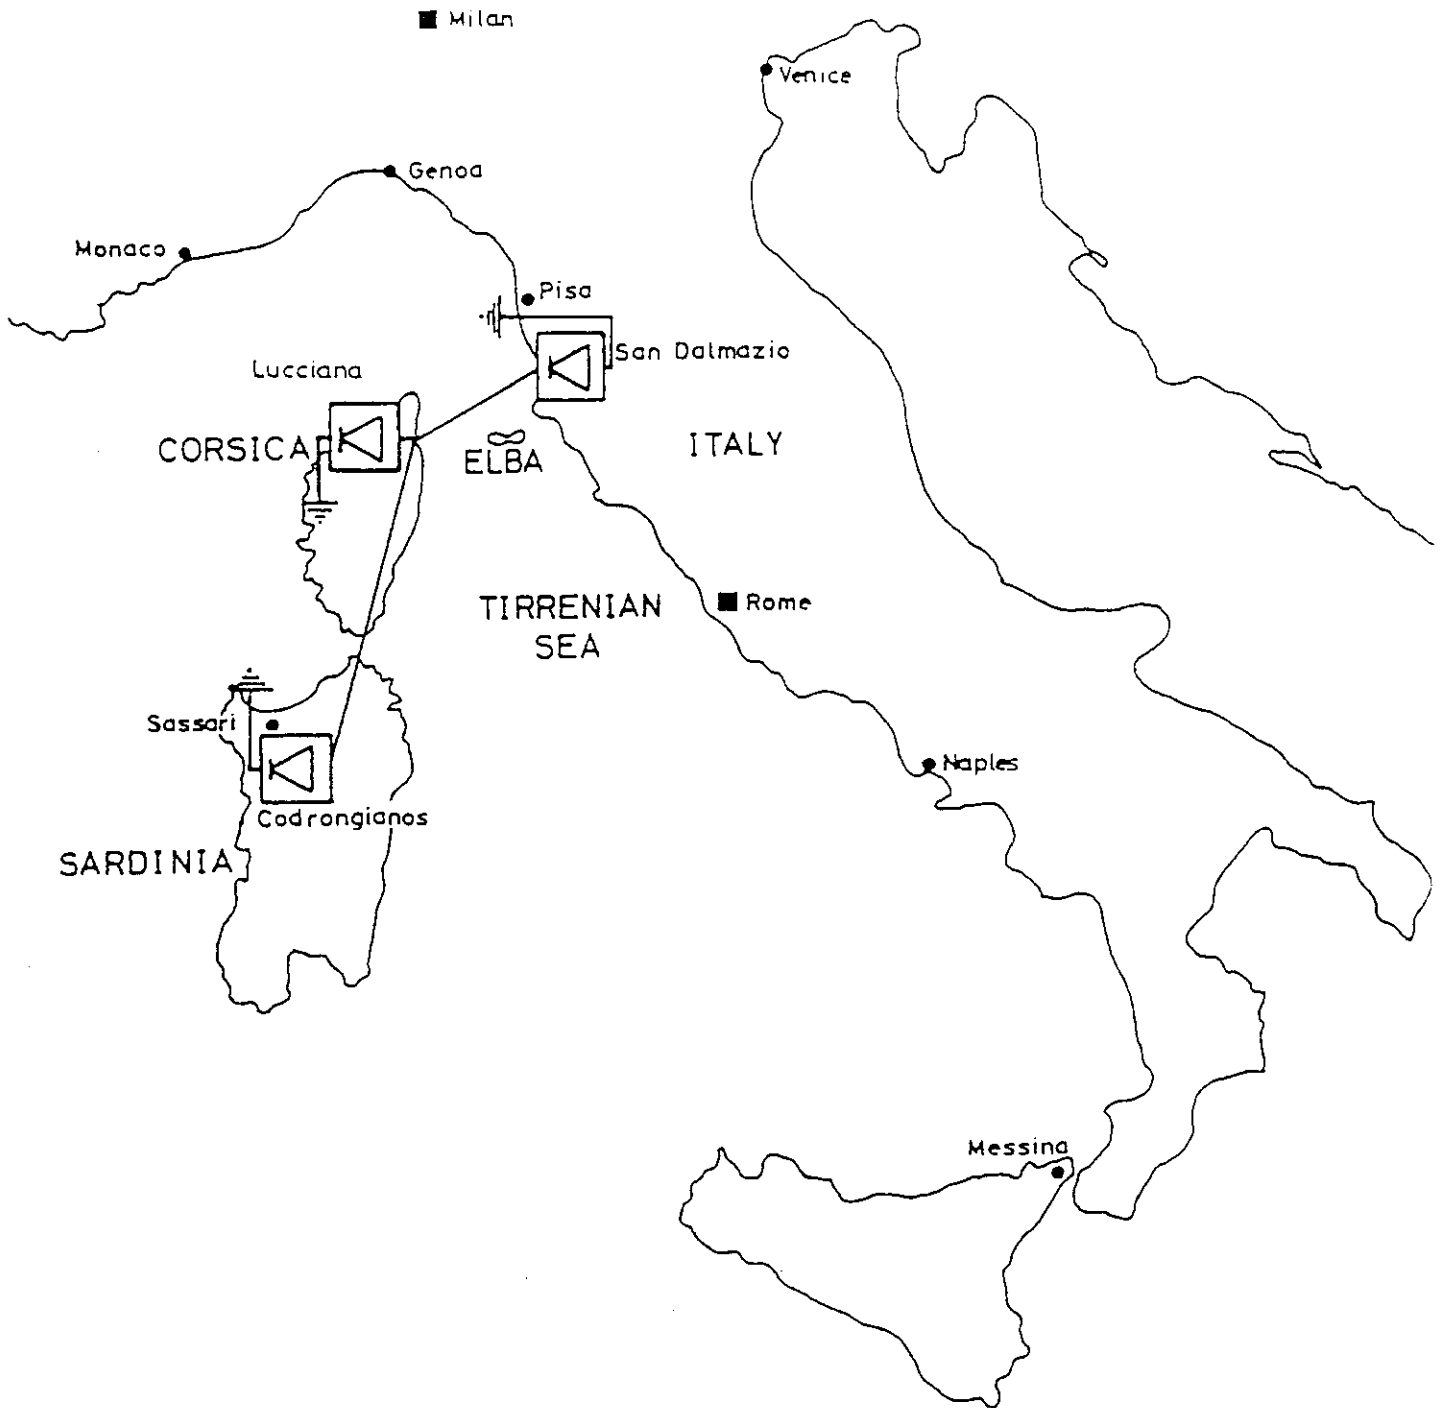 Milan
Venice
Genoa
Monaco
Pisa
San Dalmazio
Lucciana
CORSICA
ELBA
ITALY
TIRRENIAN
SEA
Rome
Sassari
Naples
Codrongianos
SARDINIA
Messina